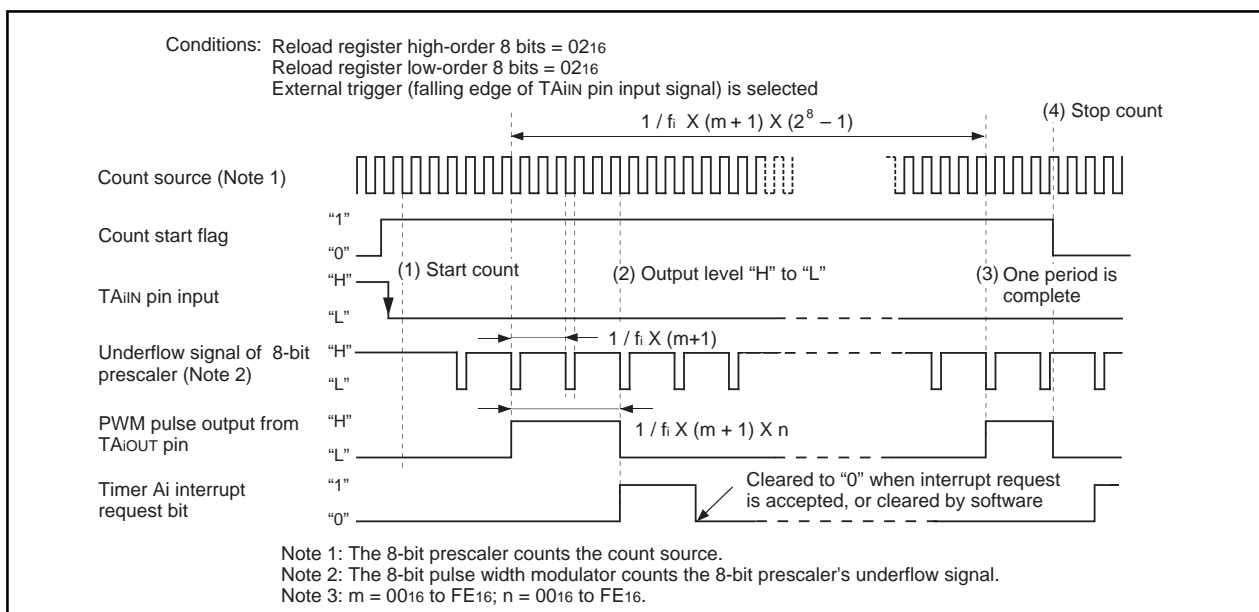 Conditions: Reload register high-order 8 bits = 0216
Reload register low-order 8 bits = 0216
External trigger (falling edge of TAiIN pin input signal) is selected
1 / fi X (m + 1) X (2^8 – 1)
(4) Stop count
Count source (Note 1)
Count start flag
“1”
“0”
(1) Start count
(2) Output level “H” to “L”
(3) One period is
complete
TAiIN pin input
“H”
“L”
1 / fi X (m+1)
Underflow signal of 8-bit
prescaler (Note 2)
“H”
“L”
PWM pulse output from
TAiOUT pin
“H”
“L”
1 / fi X (m + 1) X n
Timer Ai interrupt
request bit
“1”
“0”
Cleared to “0” when interrupt request
is accepted, or cleared by software
Note 1: The 8-bit prescaler counts the count source.
Note 2: The 8-bit pulse width modulator counts the 8-bit prescaler's underflow signal.
Note 3: m = 0016 to FE16; n = 0016 to FE16.